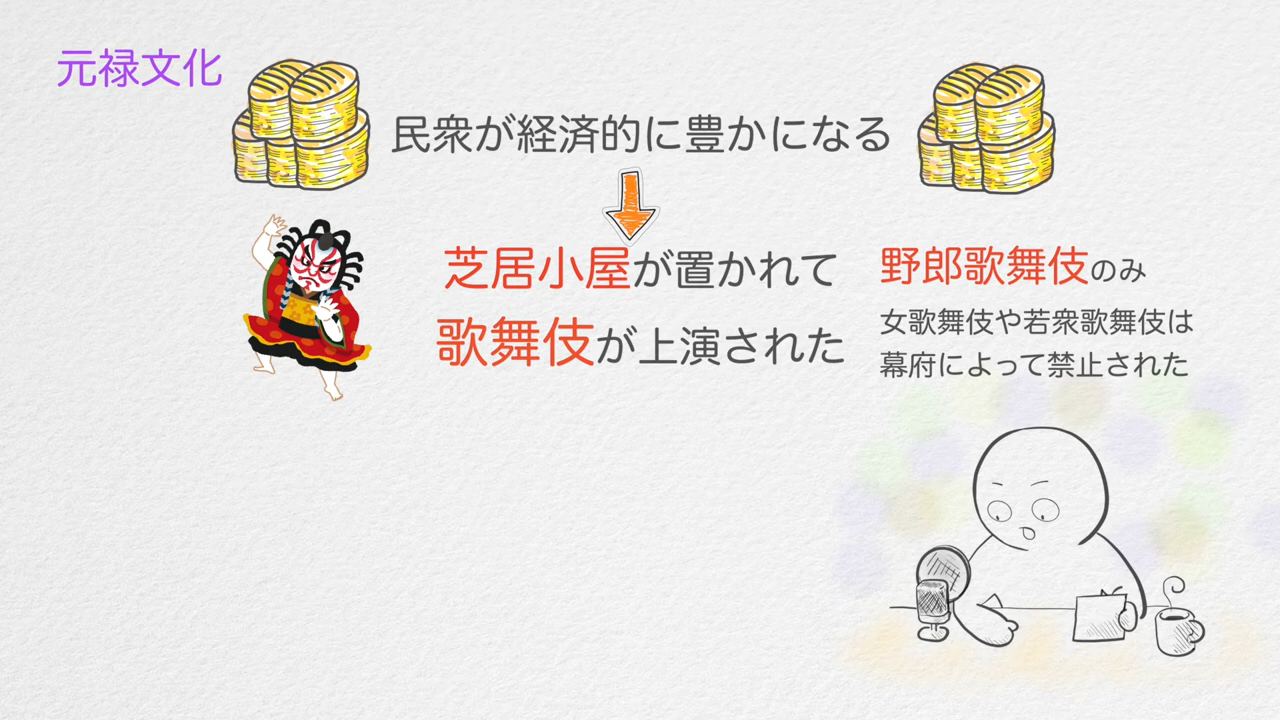 元禄文化
民衆が経済的に豊かになる
芝居小屋が置かれて
歌舞伎が上演された
野郎歌舞伎のみ
女歌舞伎や若衆歌舞伎は
幕府によって禁止された